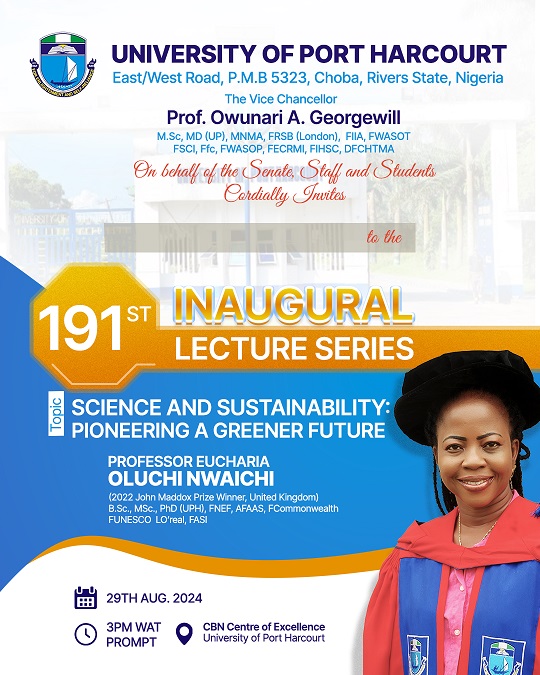 UNIVERSITY OF PORT HARCOURT
East/West Road, P.M.B 5323, Choba, Rivers State, Nigeria
The Vice Chancellor
Prof. Owunari A. Georgewill
M.Sc, MD (UP), MNMA, FRSB (London), FIIA, FWASOT
FSCI, Ffc, FWASOP, FECRMI, FIHSC, DFCHTMA
On behalf of the Senate, Staff and Students
Cordially Invites
to the
191ST
INAUGURAL
LECTURE SERIES
Topic
SCIENCE AND SUSTAINABILITY:
PIONEERING A GREENER FUTURE
PROFESSOR EUCHARIA
OLUCHI NWAICHI
(2022 John Maddox Prize Winner, United Kingdom)
B.Sc., MSc., PhD (UPH), FNEF, AFAAS, FCommonwealth
FUNESCO LO'real, FASI
29TH AUG. 2024
3PM WAT
PROMPT
CBN Centre of Excellence
University of Port Harcourt